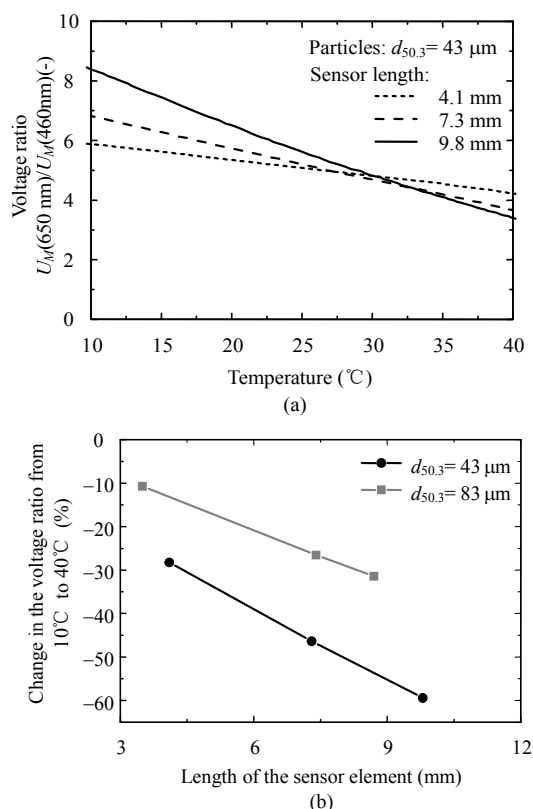 10
8
6
4
2
0
Voltage ratio
U_M(650 nm)/U_M(460nm)(-)
Particles: d50.3= 43 μm
Sensor length:
4.1 mm
7.3 mm
9.8 mm
10 15 20 25 30 35 40
Temperature (℃)
(a)
0
−10
−20
−30
−40
−50
−60
Change in the voltage ratio from
10℃ to 40℃ (%)
d50.3= 43 μm
d50.3= 83 μm
3 6 9 12
Length of the sensor element (mm)
(b)